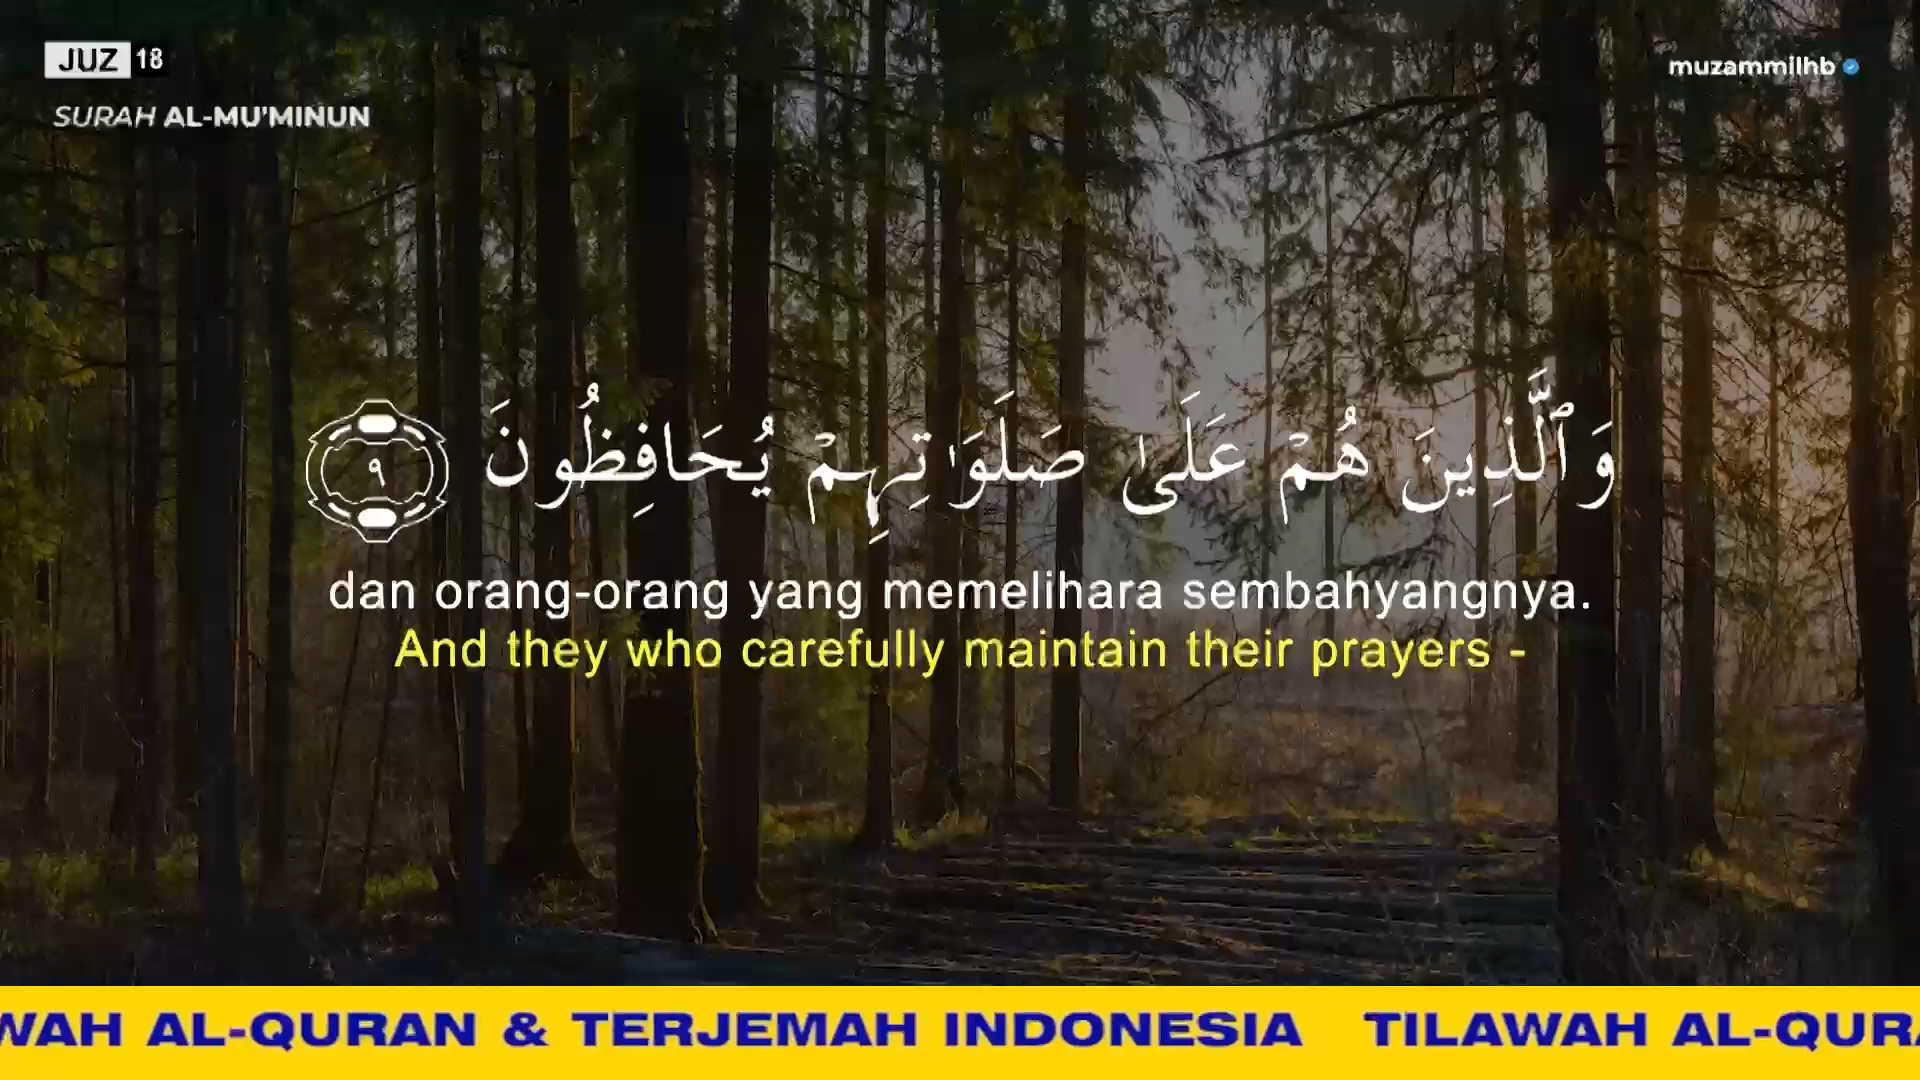 JUZ 18
muzammilhb
SURAH AL-MU'MINUN
وَٱلَّذِينَ هُمْ عَلَىٰ صَلَوَٰتِهِمْ يُحَافِظُونَ ٩
dan orang-orang yang memelihara sembahyangnya.
And they who carefully maintain their prayers -
WAH AL-QURAN & TERJEMAH INDONESIA TILAWAH AL-QURA